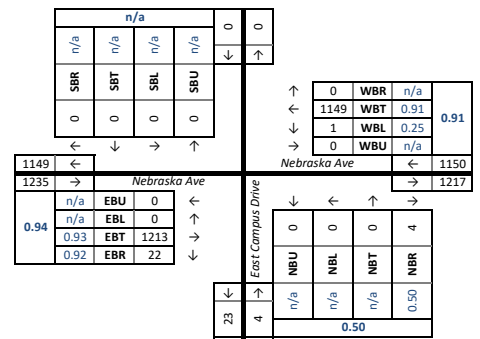 n/a
0 0
n/a n/a n/a n/a
↓ ↑
SBR SBT SBL SBU
0 0 0 0
← ↓ → ↑
↑ 0 WBR n/a
← 1149 WBT 0.91
↓ 1 WBL 0.25
→ 0 WBU n/a
0.91
1149 ←
Nebraska Ave
← 1150
1235 →
Nebraska Ave
→ 1217
n/a EBU 0 ←
n/a EBL 0 ↑
0.93 EBT 1213 →
0.92 EBR 22 ↓
0.94
East Campus Drive
↓ ← ↑ →
0 0 0 4
NBU NBL NBT NBR
n/a n/a n/a 0.50
0.50
↓ ↑
23 4